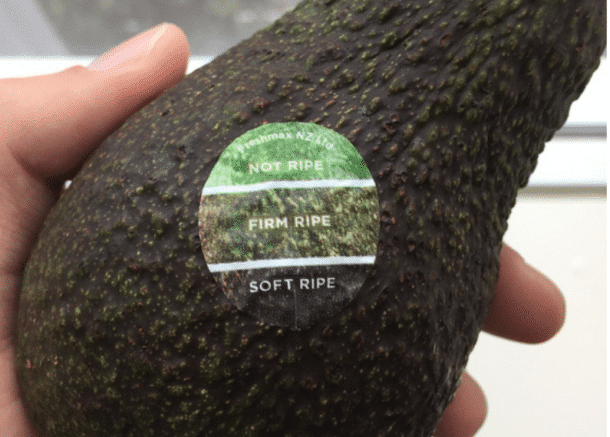 Freshmax NZ Ltd
NOT RIPE
FIRM RIPE
SOFT RIPE